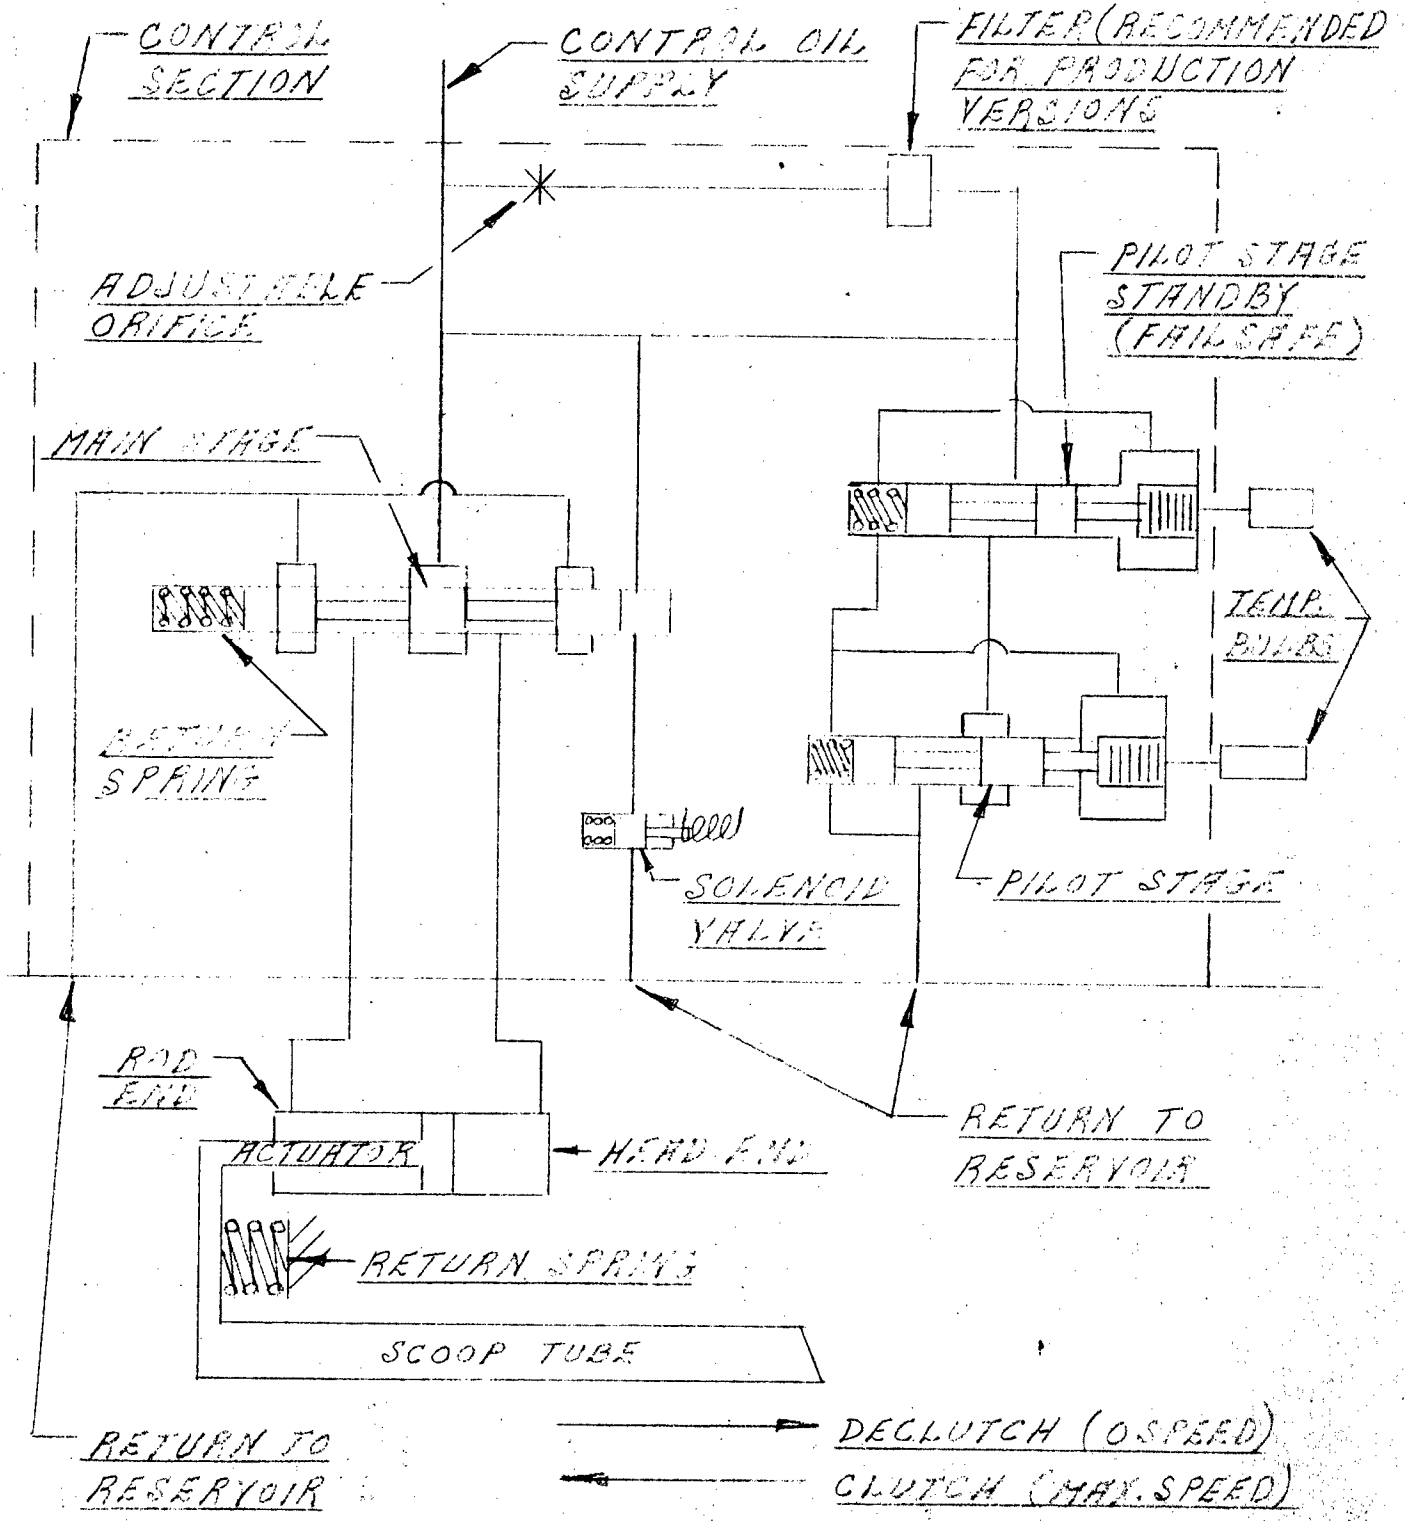 CONTROL
SECTION
CONTROL OIL
SUPPLY
FILTER (RECOMMENDED
FOR PRODUCTION
VERSIONS
ADJUSTABLE
ORIFICE
PILOT STAGE
STANDBY
(FAILSAFE)
MAIN STAGE
TEMP.
BULBS
RETURN
SPRING
SOLENOID
VALVE
PILOT STAGE
ROD
END
ACTUATOR
HEAD END
RETURN TO
RESERVOIR
RETURN SPRING
SCOOP TUBE
RETURN TO
RESERVOIR
DECLUTCH (0 SPEED)
CLUTCH (MAX. SPEED)